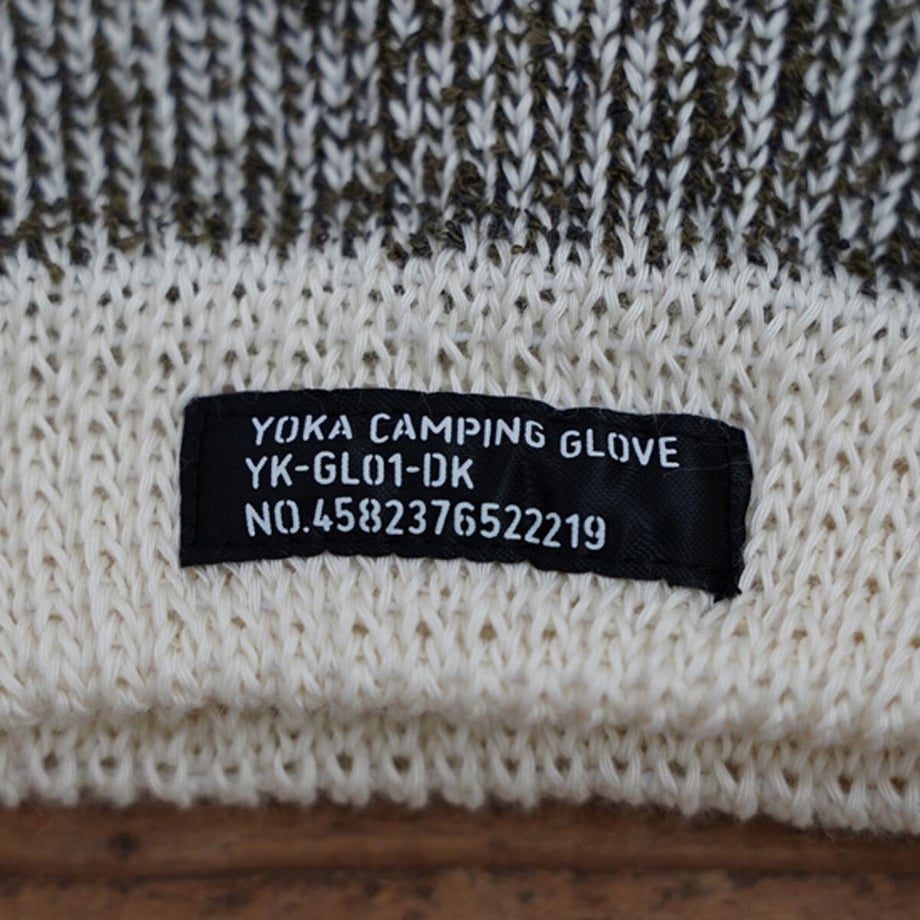 YOKA CAMPING GLOVE
YK-GL01-DK
NO.4582376522219